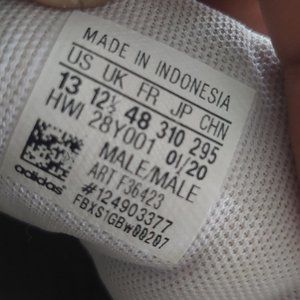 MADE IN INDONESIA
US UK FR JP CHN
13 12½ 48 310 295
HWI 28Y001 01/20
MALE/MALE
ART F36423
#124903377
FBXS1GBW00207
adidas